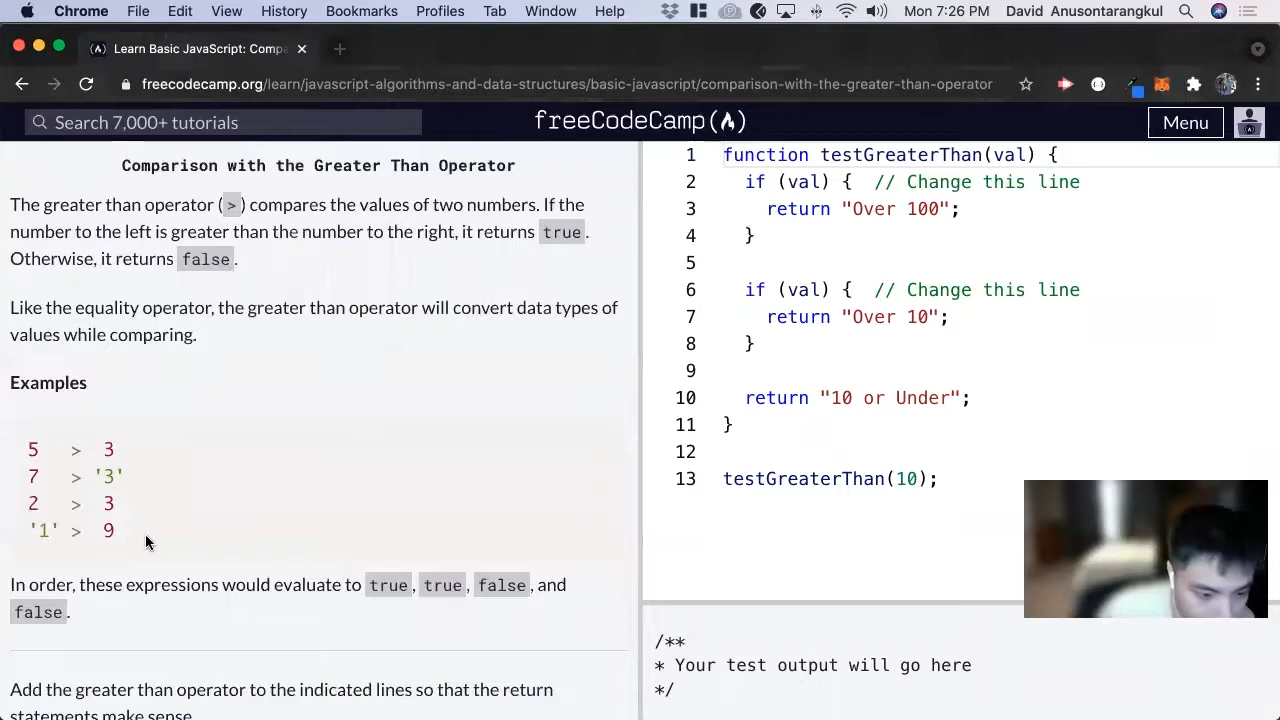 Chrome File Edit View History Bookmarks Profiles Tab Window Help Mon 7:26 PM David Anusontarangkul
Learn Basic JavaScript: Compa
freecodecamp.org/learn/javascript-algorithms-and-data-structures/basic-javascript/comparison-with-the-greater-than-operator
Search 7,000+ tutorials
freeCodeCamp
Menu
Comparison with the Greater Than Operator
The greater than operator ( > ) compares the values of two numbers. If the
number to the left is greater than the number to the right, it returns true.
Otherwise, it returns false.
Like the equality operator, the greater than operator will convert data types of
values while comparing.
Examples
5 > 3
7 > '3'
2 > 3
'1' > 9
In order, these expressions would evaluate to true, true, false, and
false.
Add the greater than operator to the indicated lines so that the return
statements make sense.
1 function testGreaterThan(val) {
2 if (val) { // Change this line
3 return "Over 100";
4 }
5
6 if (val) { // Change this line
7 return "Over 10";
8 }
9
10 return "10 or Under";
11 }
12
13 testGreaterThan(10);
/**
* Your test output will go here
*/